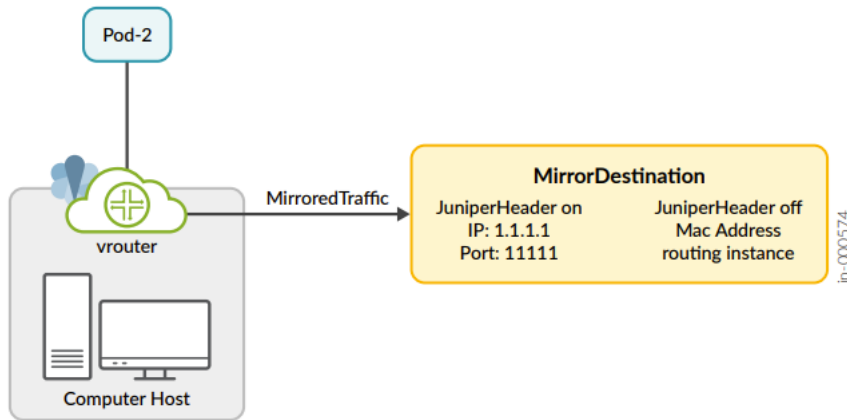 Pod-2
MirroredTraffic
vrouter
Computer Host
MirrorDestination
JuniperHeader on
IP: 1.1.1.1
Port: 11111
JuniperHeader off
Mac Address
routing instance
jn-000574